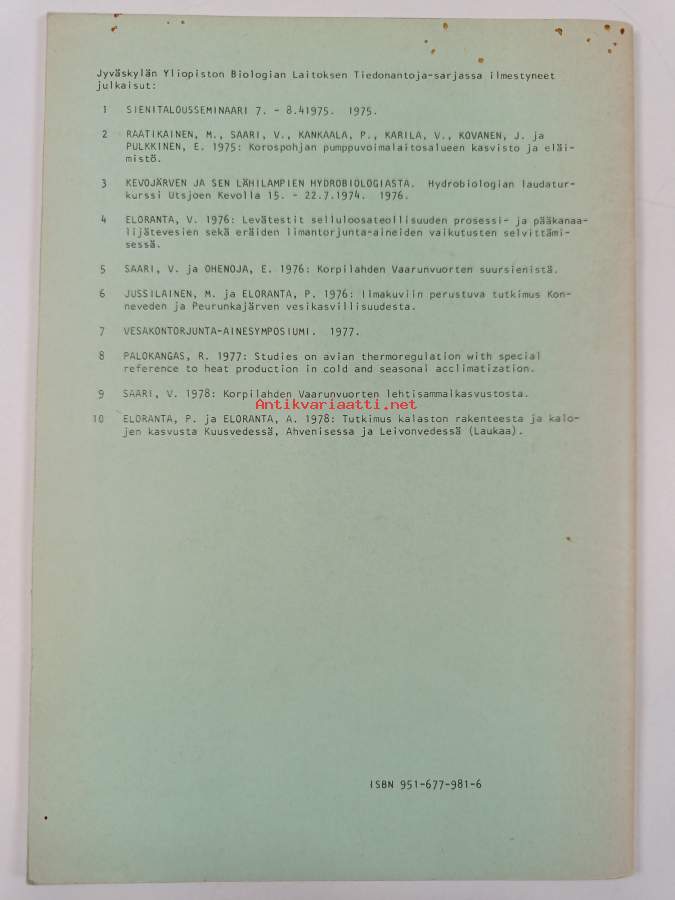 Jyväskylän Yliopiston Biologian Laitoksen Tiedonantoja-sarjassa ilmestyneet
julkaisut:
1 SIENITALOUSSEMINAARI 7. - 8.41975. 1975.
2 RAATIKAINEN, M., SAARI, V., KANKAALA, P., KARILA, V., KOVANEN, J. ja
PULKKINEN, E. 1975: Korospohjan pumppuvoimalaitosalueen kasvisto ja eläi-
mistö.
3 KEVOJÄRVEN JA SEN LÄHILAMPIEN HYDROBIOLOGIASTA. Hydrobiologian laudatur-
kurssi Utsjoen Kevolla 15. - 22.7.1974. 1976.
4 ELORANTA, V. 1976: Levätestit selluloosateollisuuden prosessi- ja pääkanaa-
lijätevesien sekä eräiden limantorjunta-aineiden vaikutusten selvittämi-
sessä.
5 SAARI, V. ja OHENOJA, E. 1976: Korpilahden Vaarunvuorten suursienistä.
6 JUSSILAINEN, M. ja ELORANTA, P. 1976: Ilmakuviin perustuva tutkimus Kon-
neveden ja Peurunkajärven vesikasvillisuudesta.
7 VESAKONTORJUNTA-AINESYMPOSIUMI. 1977.
8 PALOKANGAS, R. 1977: Studies on avian thermoregulation with special
reference to heat production in cold and seasonal acclimatization.
9 SAARI, V. 1978: Korpilahden Vaarunvuorten lehtisammalkasvustosta.
Antikvariaatti.net
10 ELORANTA, P. ja ELORANTA, A. 1978: Tutkimus kalaston rakenteesta ja kalo-
jen kasvusta Kuusvedessä, Ahvenisessa ja Leivonvedessä (Laukaa).
ISBN 951-677-981-6